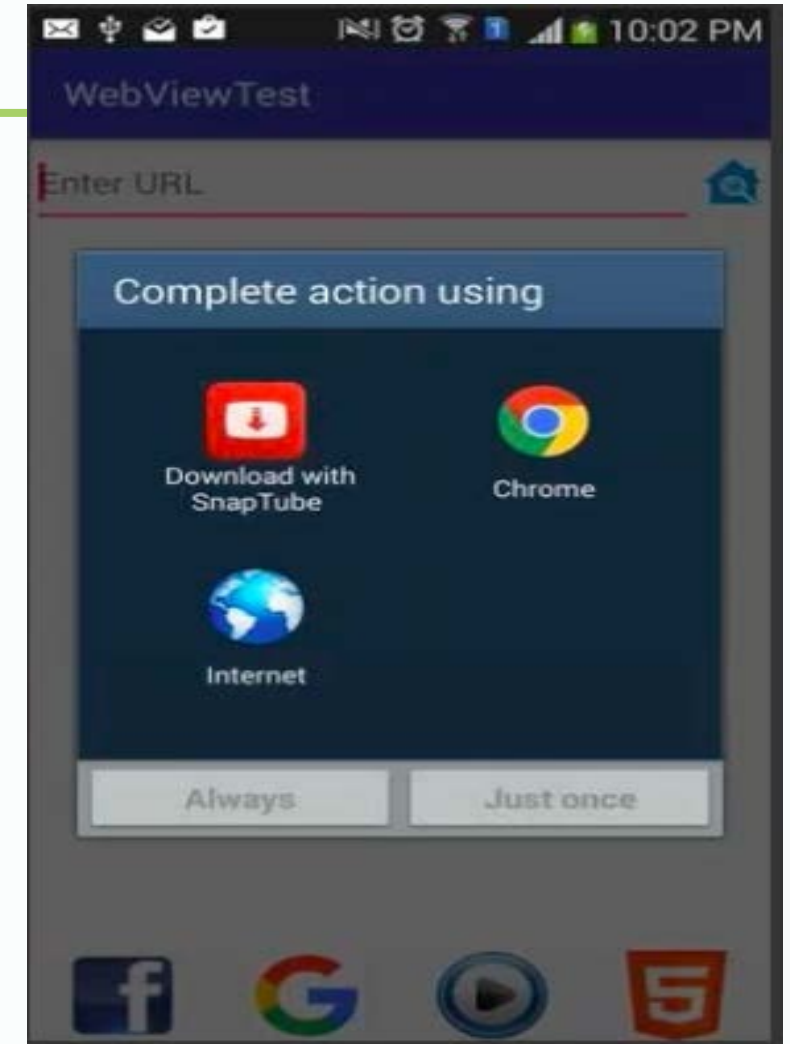 10:02 PM
WebViewTest
Enter URL
Complete action using
Download with
SnapTube
Chrome
Internet
Always
Just once